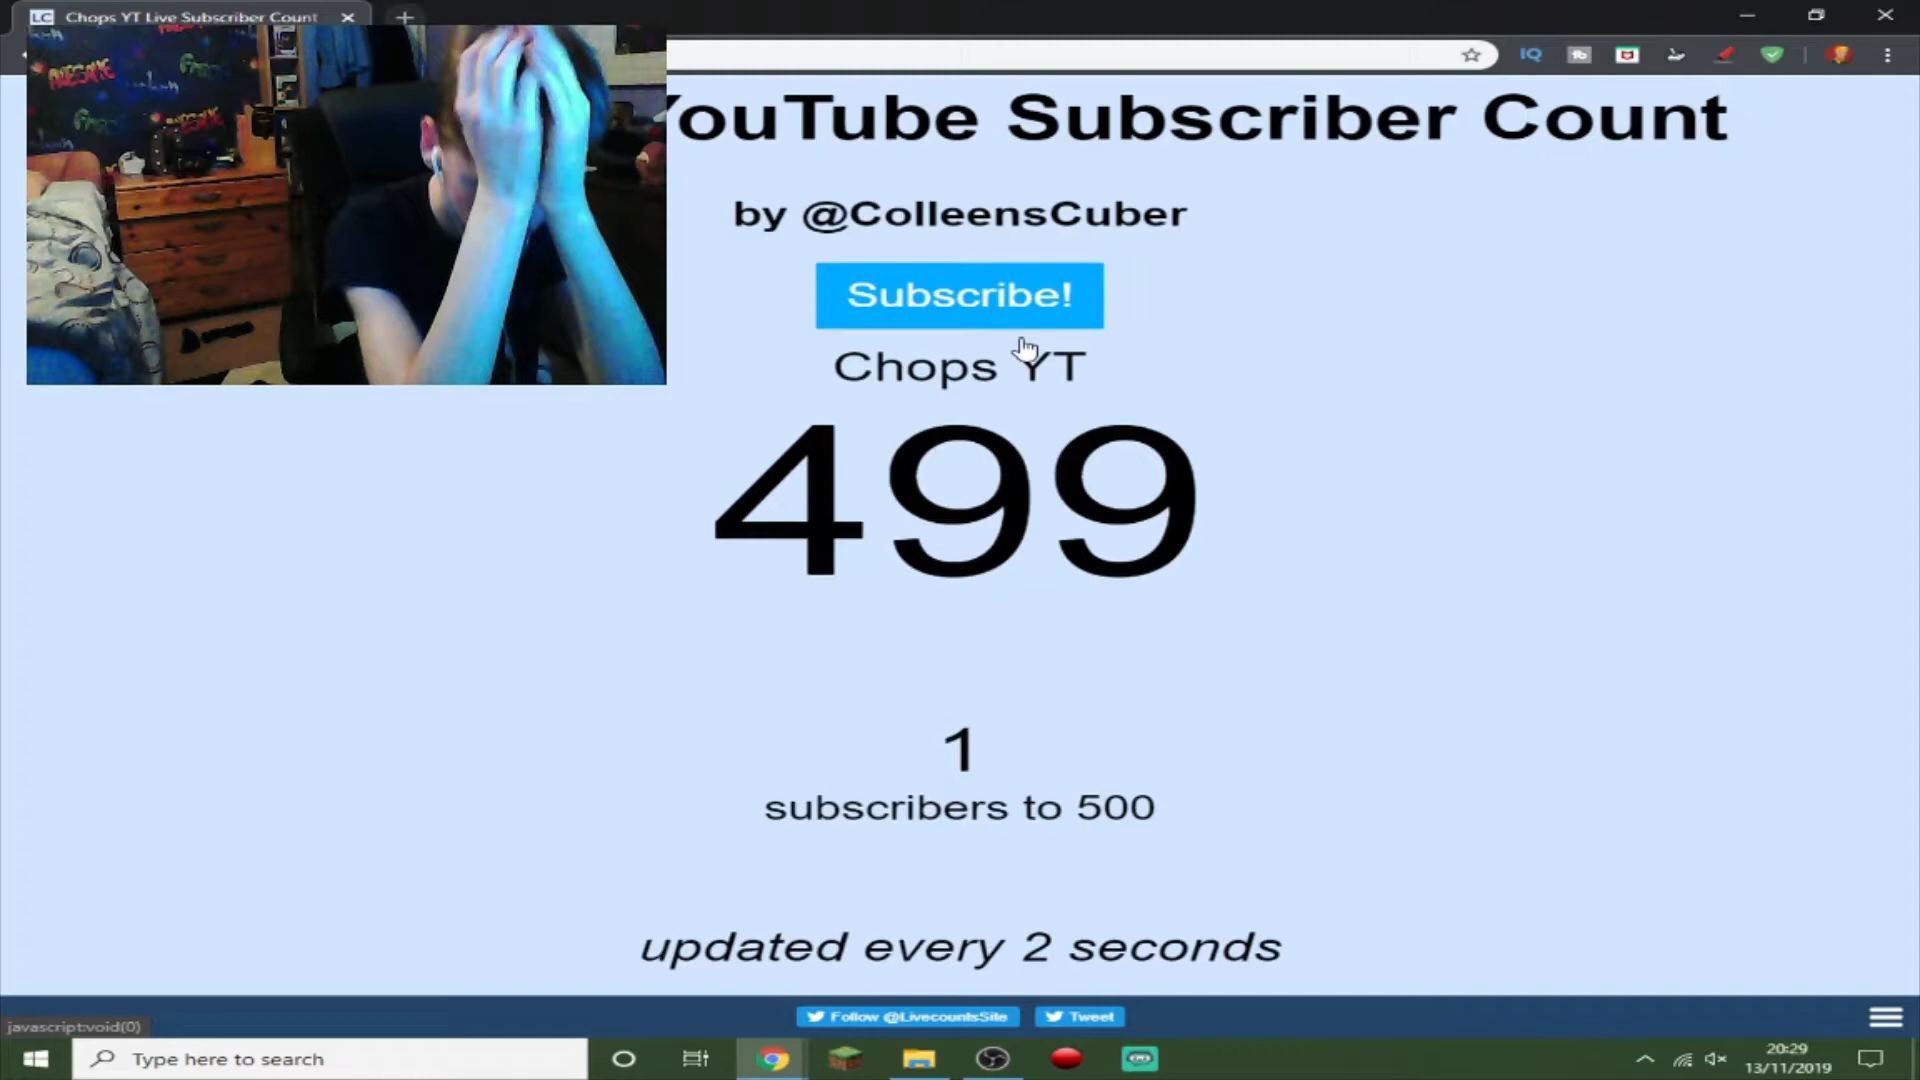 Chops YT Live Subscriber Count
AWESOME
YouTube Subscriber Count
by @ColleensCuber
Subscribe!
Chops YT
499
1
subscribers to 500
updated every 2 seconds
Follow @LivecountsSite
Tweet
javascript:void(0)
Type here to search
20:29
13/11/2019